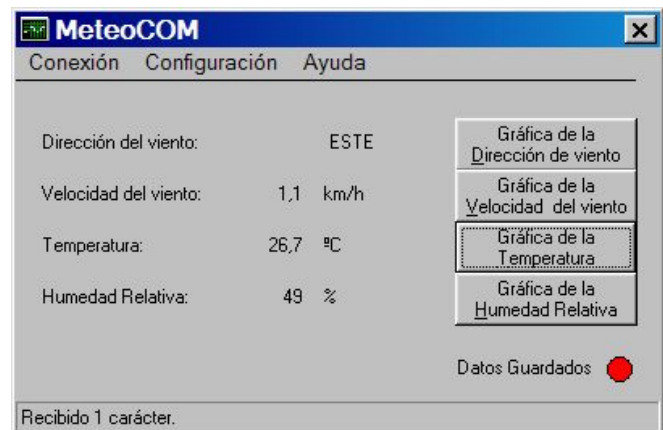 MeteoCOM
Conexión Configuración Ayuda
Dirección del viento: ESTE
Gráfica de la
Dirección de viento
Velocidad del viento: 1,1 km/h
Gráfica de la
Velocidad del viento
Temperatura: 26,7 ºC
Gráfica de la
Temperatura
Humedad Relativa: 49 %
Gráfica de la
Humedad Relativa
Datos Guardados
Recibido 1 carácter.